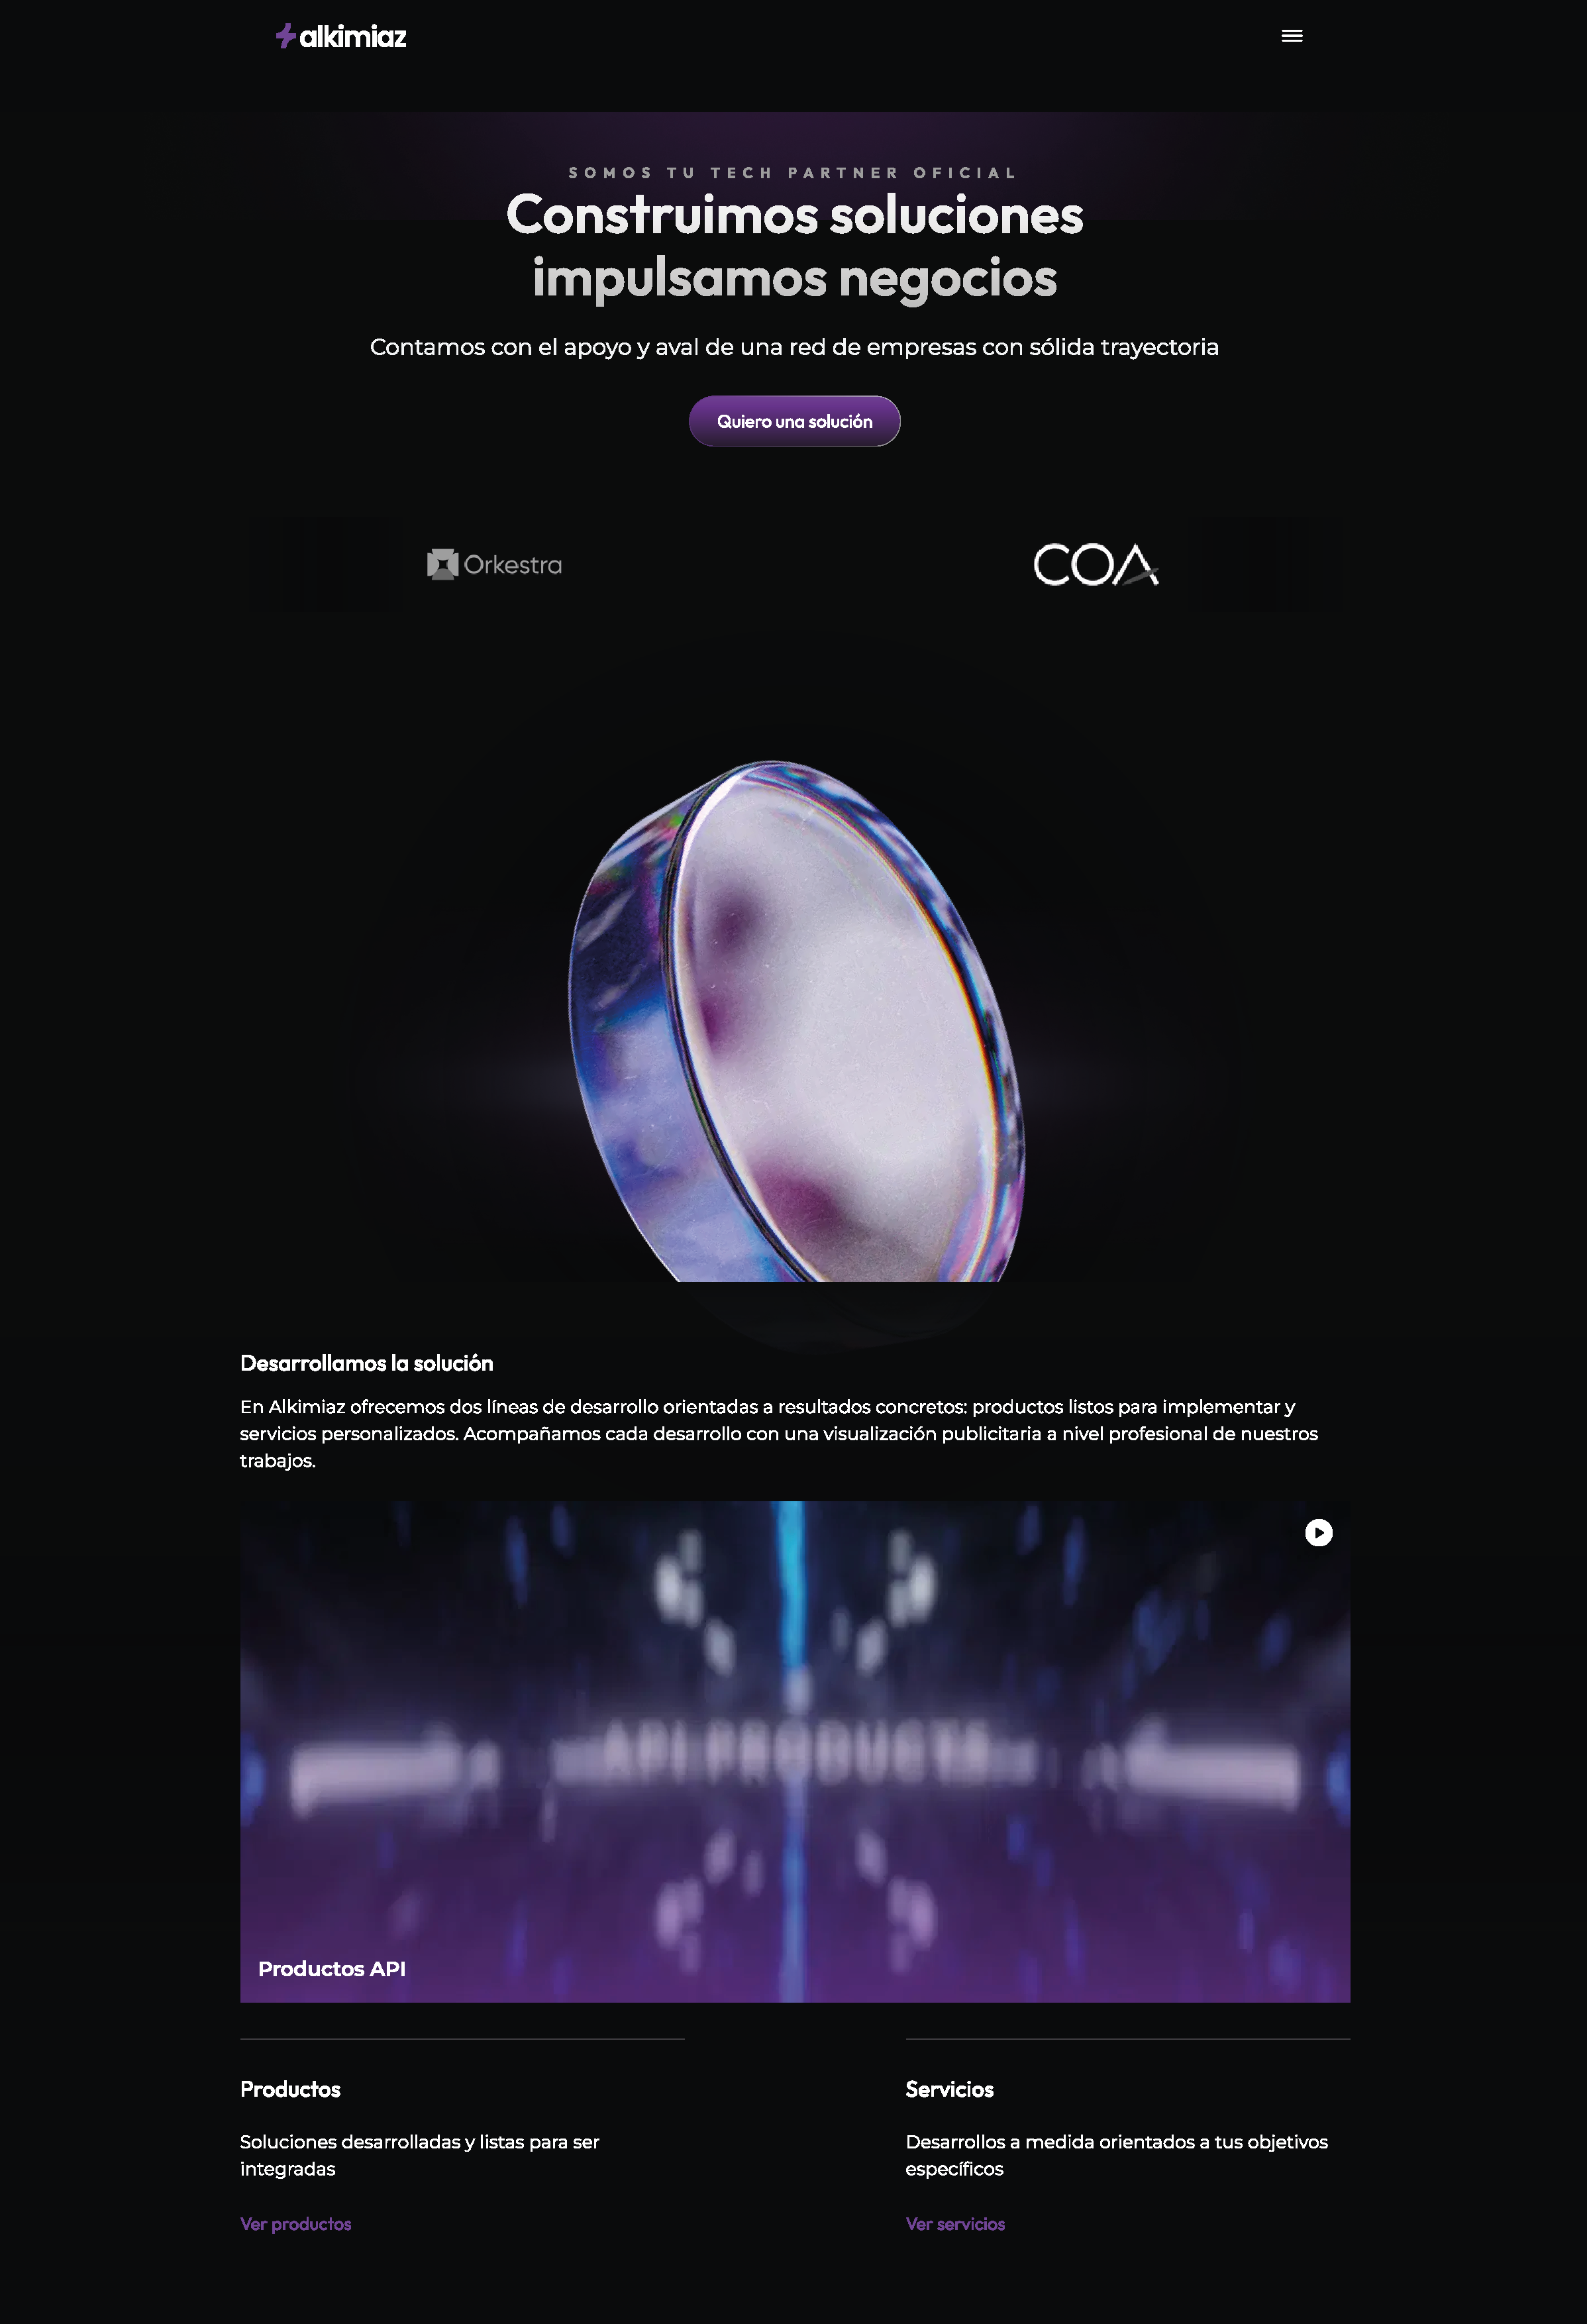 alkimiaz
SOMOS TU TECH PARTNER OFICIAL
Construimos soluciones
impulsamos negocios
Contamos con el apoyo y aval de una red de empresas con sólida trayectoria
Quiero una solución
Orkestra
COA
Desarrollamos la solución
En Alkimiaz ofrecemos dos líneas de desarrollo orientadas a resultados concretos: productos listos para implementar y
servicios personalizados. Acompañamos cada desarrollo con una visualización publicitaria a nivel profesional de nuestros
trabajos.
API PRODUCTS
Productos API
Productos
Soluciones desarrolladas y listas para ser
integradas
Ver productos
Servicios
Desarrollos a medida orientados a tus objetivos
específicos
Ver servicios